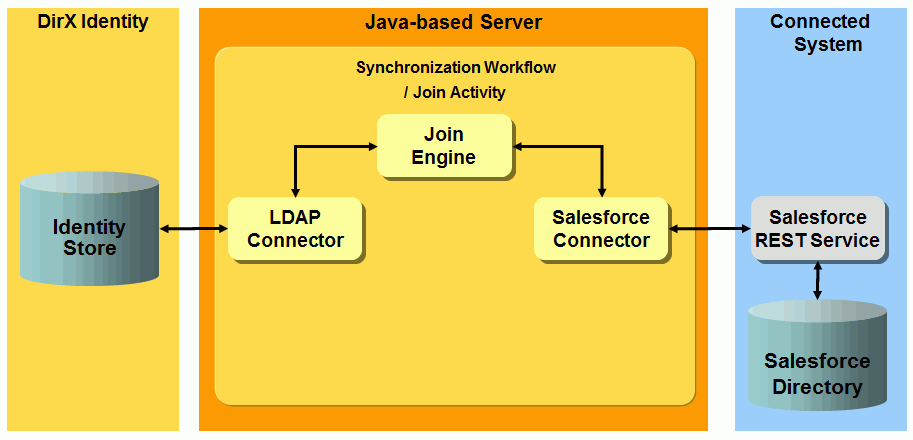 DirX Identity
Java-based Server
Connected
System
Synchronization Workflow
/ Join Activity
Join
Engine
Identity
Store
LDAP
Connector
Salesforce
Connector
Salesforce
REST Service
Salesforce
Directory